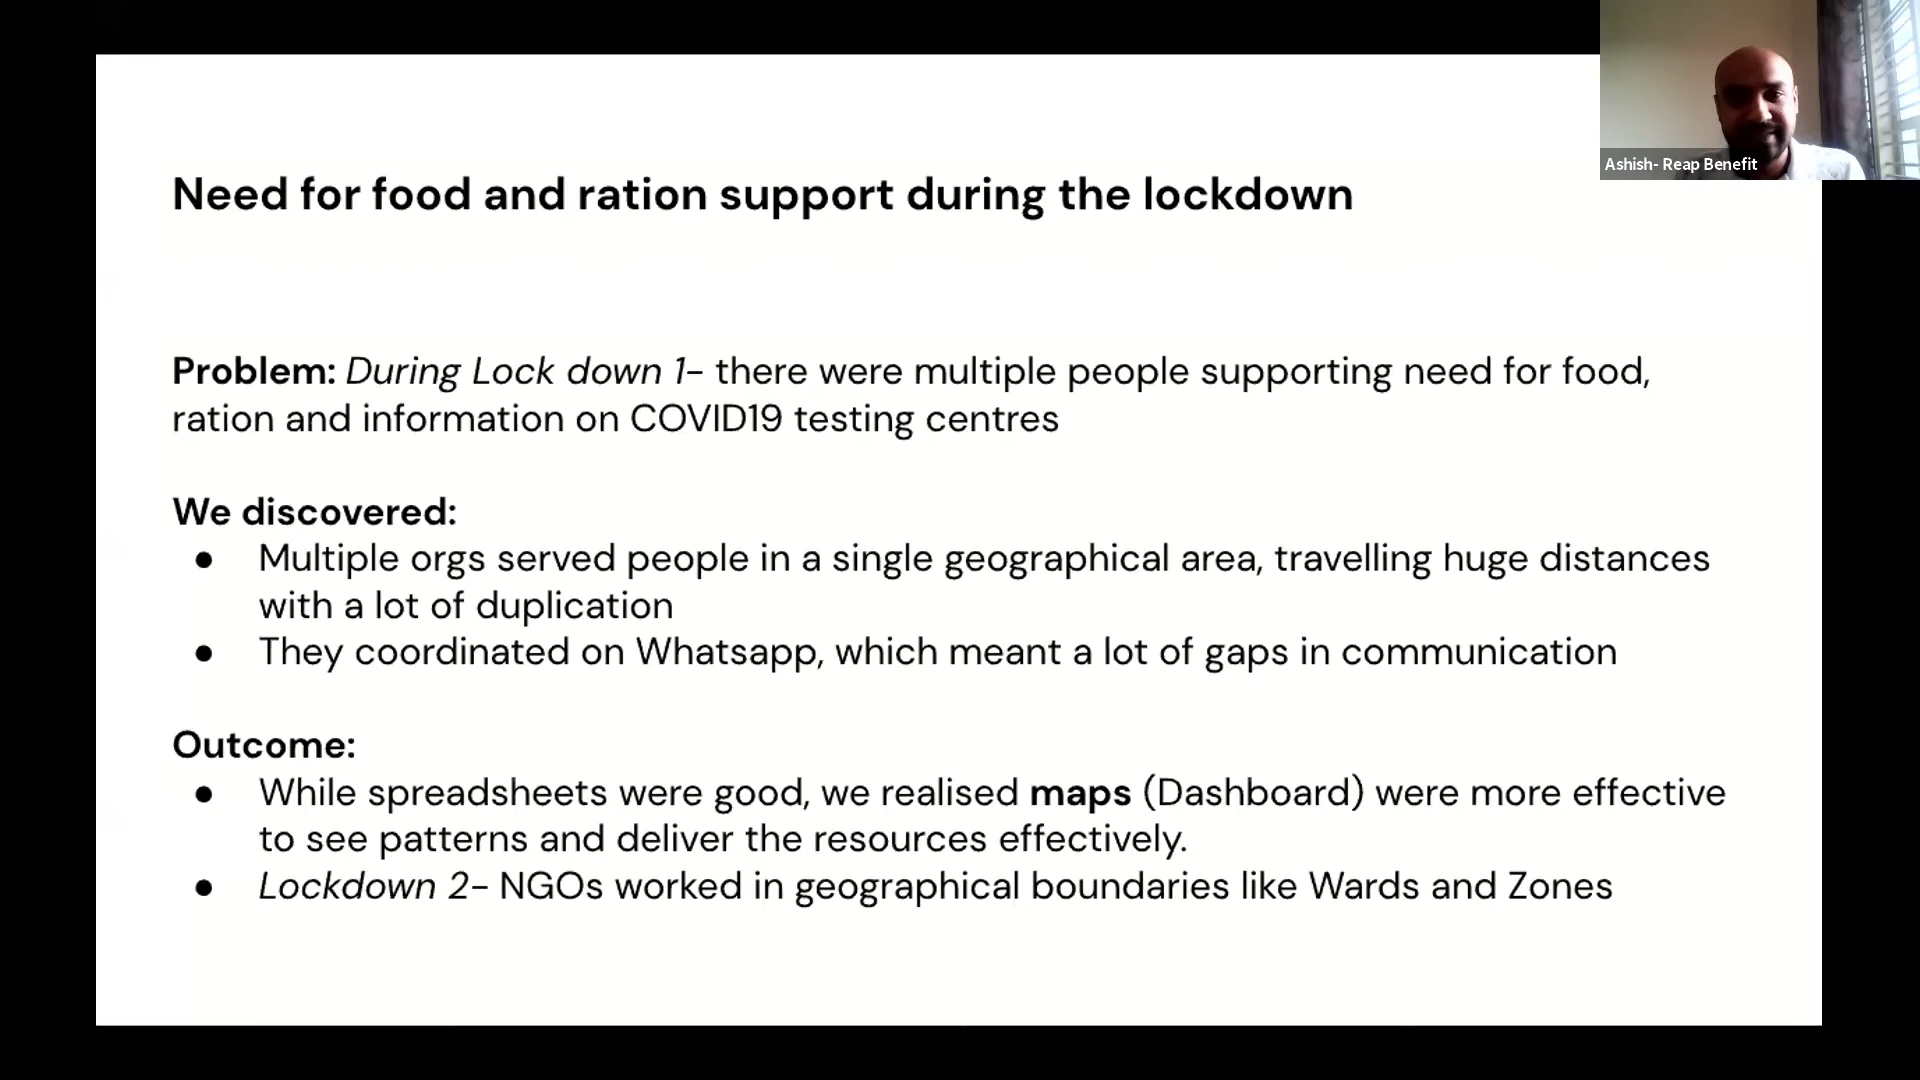 Ashish- Reap Benefit
Need for food and ration support during the lockdown
Problem: During Lock down 1- there were multiple people supporting need for food,
ration and information on COVID19 testing centres
We discovered:
● Multiple orgs served people in a single geographical area, travelling huge distances
with a lot of duplication
● They coordinated on Whatsapp, which meant a lot of gaps in communication
Outcome:
● While spreadsheets were good, we realised maps (Dashboard) were more effective
to see patterns and deliver the resources effectively.
● Lockdown 2- NGOs worked in geographical boundaries like Wards and Zones